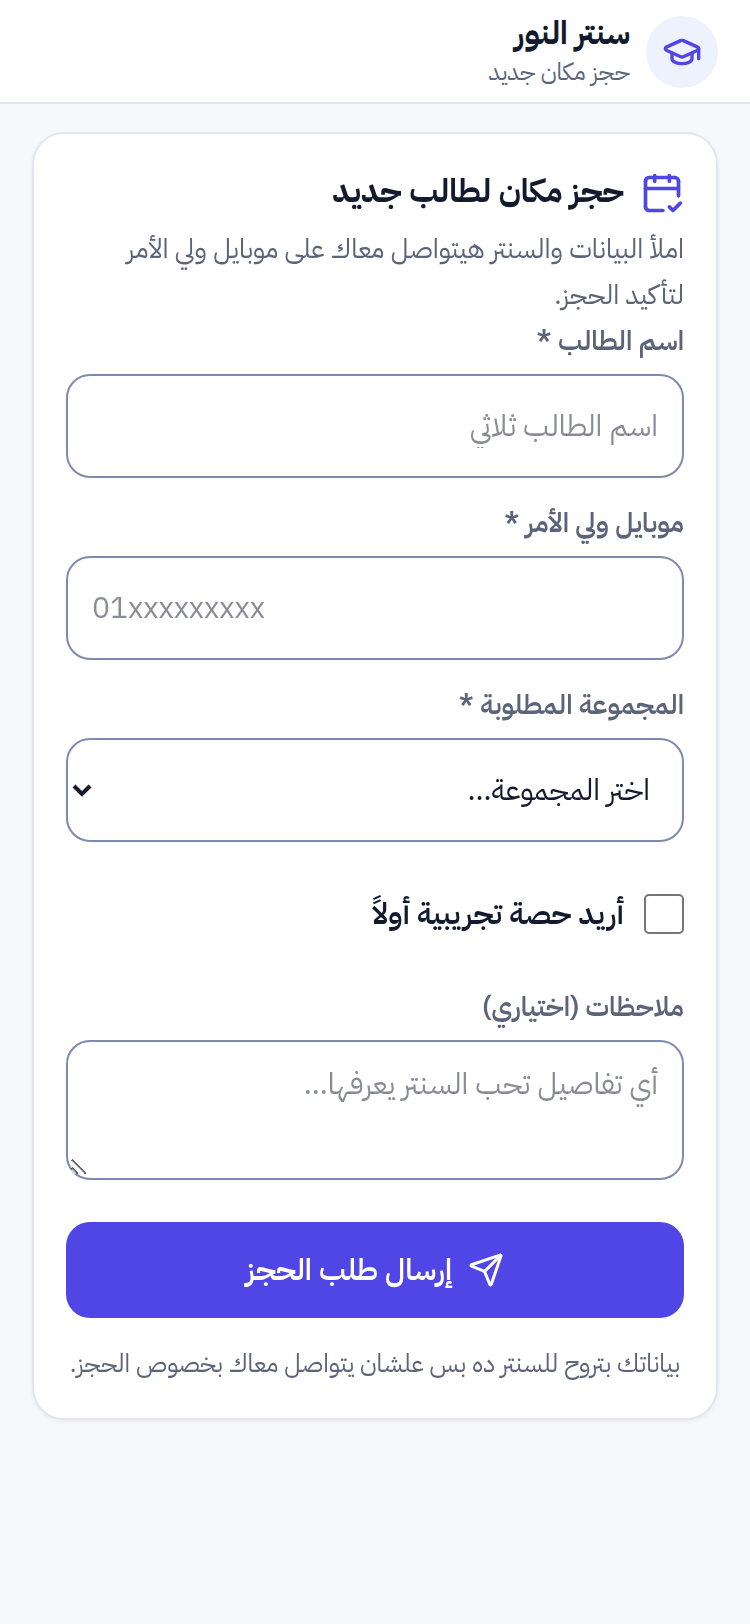 سنتر النور
حجز مكان جديد
حجز مكان لطالب جديد
املأ البيانات والسنتر هيتواصل معاك على موبايل ولي الأمر
لتأكيد الحجز.
اسم الطالب *
اسم الطالب ثلاثي
موبايل ولي الأمر *
01xxxxxxxxx
المجموعة المطلوبة *
اختر المجموعة...
أريد حصة تجريبية أولاً
ملاحظات (اختياري)
أي تفاصيل تحب السنتر يعرفها...
إرسال طلب الحجز
بياناتك بتروح للسنتر ده بس علشان يتواصل معاك بخصوص الحجز.